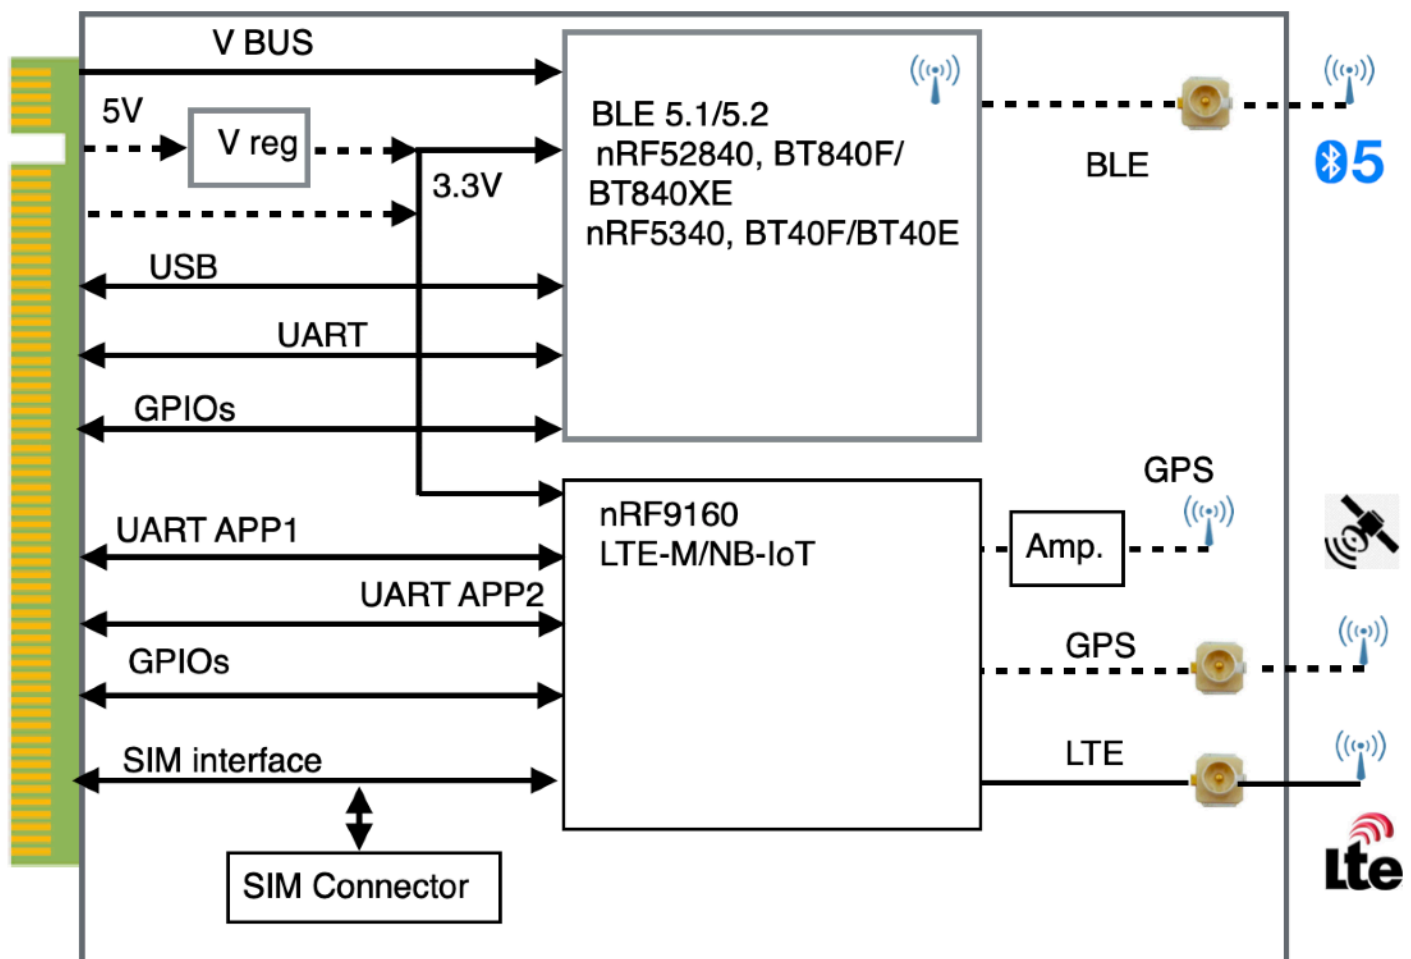 V BUS
5V
V reg
3.3V
USB
UART
GPIOs
BLE 5.1/5.2
nRF52840, BT840F/
BT840XE
nRF5340, BT40F/BT40E
BLE
5
UART APP1
UART APP2
GPIOs
SIM interface
SIM Connector
nRF9160
LTE-M/NB-IoT
GPS
Amp.
GPS
LTE
Lte